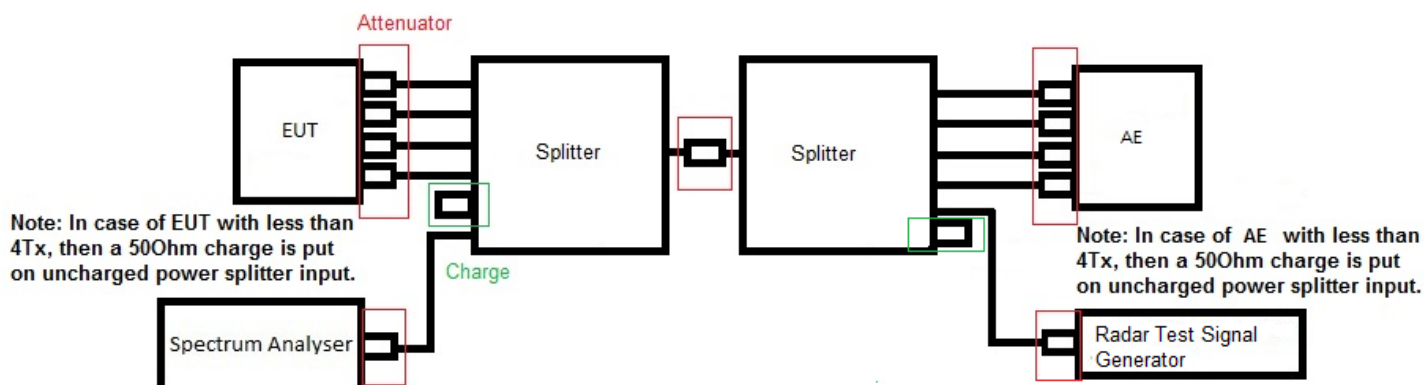 Attenuator
EUT
Splitter
Splitter
AE
Note: In case of EUT with less than
4Tx, then a 50Ohm charge is put
on uncharged power splitter input.
Charge
Note: In case of AE with less than
4Tx, then a 50Ohm charge is put
on uncharged power splitter input.
Spectrum Analyser
Radar Test Signal
Generator